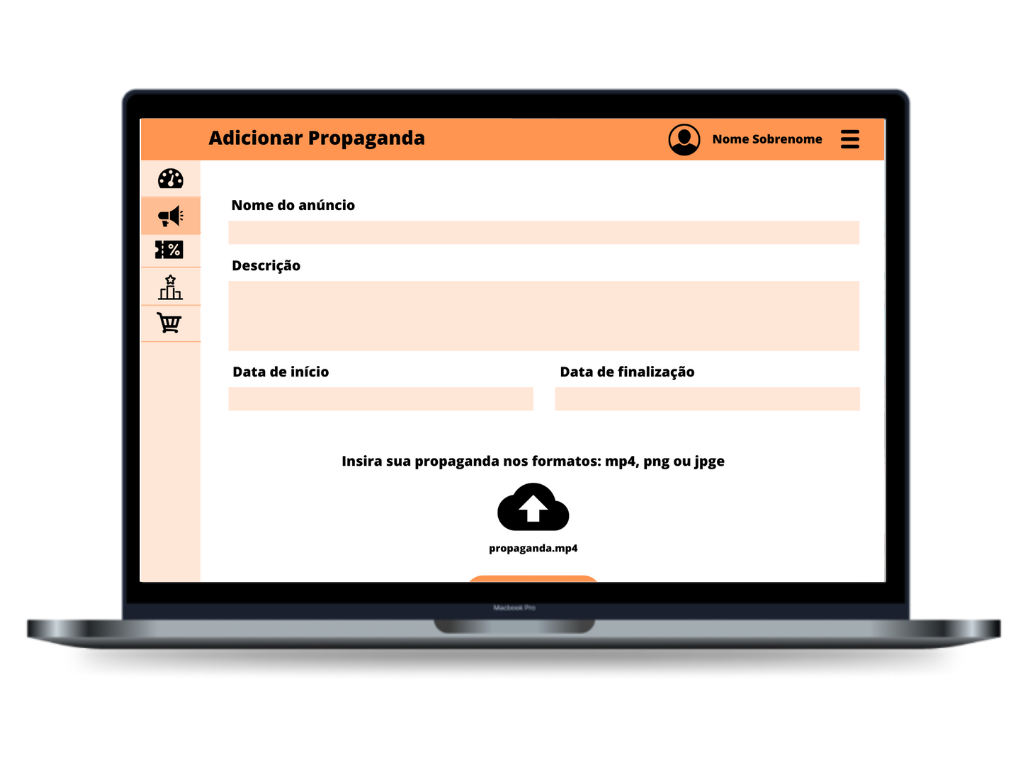 Adicionar Propaganda
Nome Sobrenome
Nome do anúncio
Descrição
Data de início
Data de finalização
Insira sua propaganda nos formatos: mp4, png ou jpge
propaganda.mp4
Macbook Pro